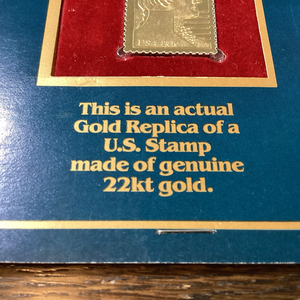 This is an actual
Gold Replica of a
U.S. Stamp
made of genuine
22kt gold.